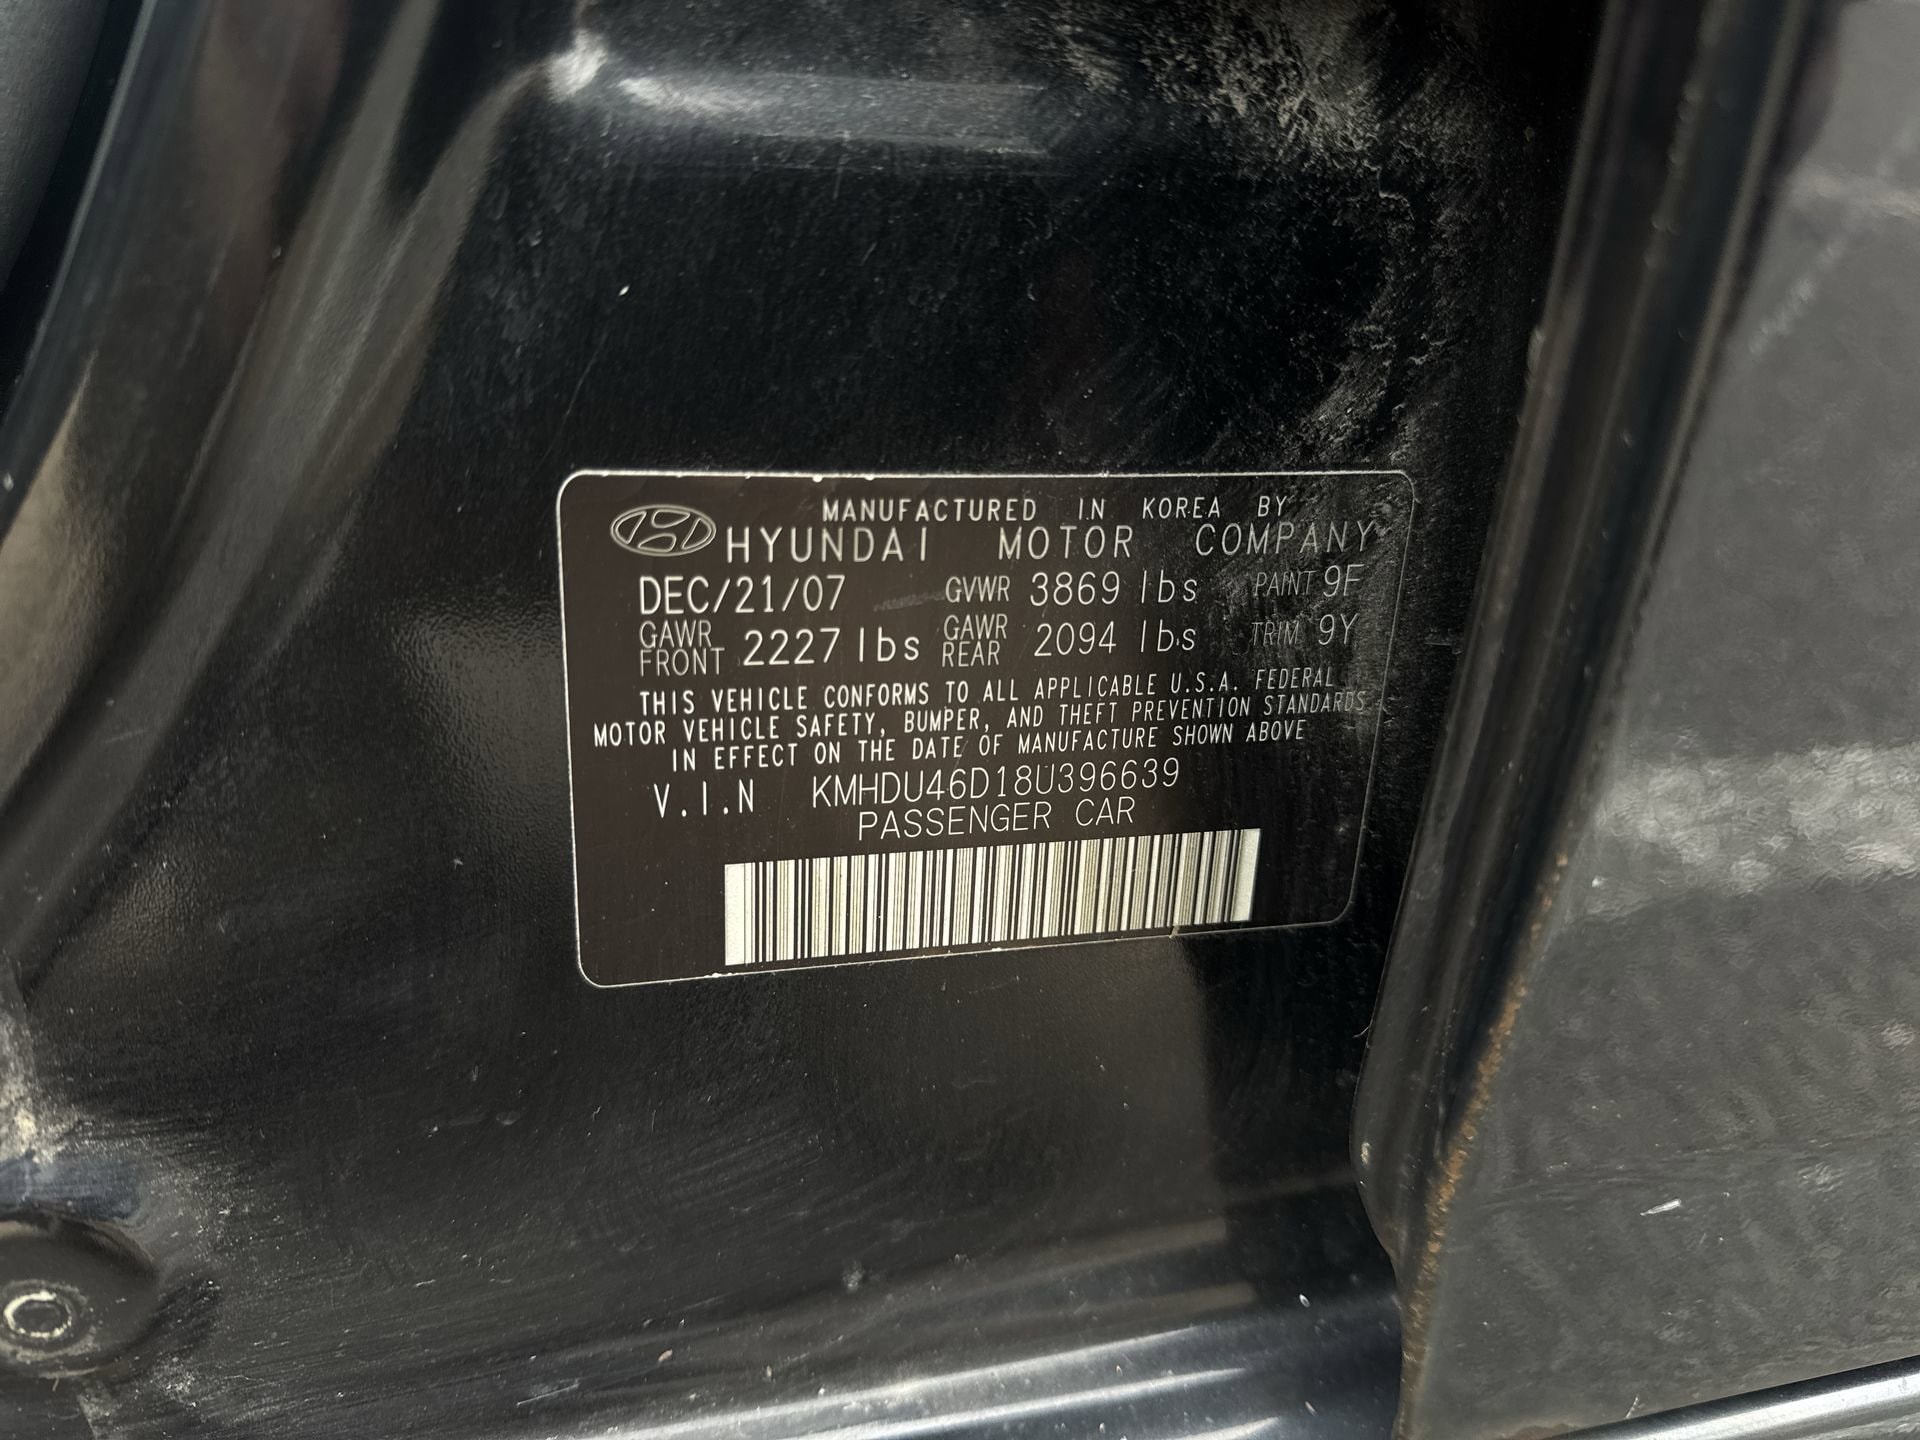 MANUFACTURED IN KOREA BY
HYUNDAI MOTOR COMPANY
DEC/21/07 GVWR 3869 lbs PAINT 9F
GAWR FRONT 2227 lbs GAWR REAR 2094 lbs TRIM 9Y
THIS VEHICLE CONFORMS TO ALL APPLICABLE U.S.A. FEDERAL
MOTOR VEHICLE SAFETY, BUMPER, AND THEFT PREVENTION STANDARDS
IN EFFECT ON THE DATE OF MANUFACTURE SHOWN ABOVE
V.I.N KMHDU46D18U396639
PASSENGER CAR